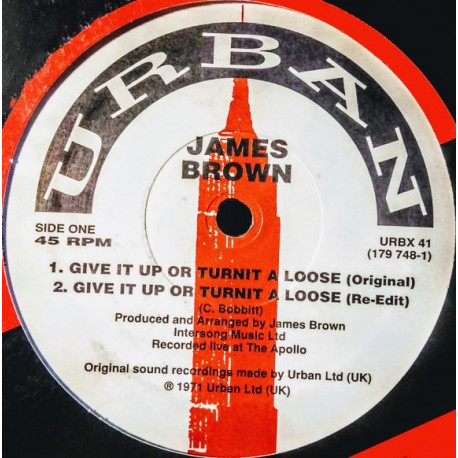 URBAN
JAMES
BROWN
SIDE ONE
45 RPM
URBX 41
(179 748-1)
1. GIVE IT UP OR TURNIT A LOOSE (Original)
2. GIVE IT UP OR TURNIT A LOOSE (Re-Edit)
(C. Bobbitt)
Produced and Arranged by James Brown
Intersong Music Ltd
Recorded live at The Apollo
Original sound recordings made by Urban Ltd (UK)
℗ 1971 Urban Ltd (UK)